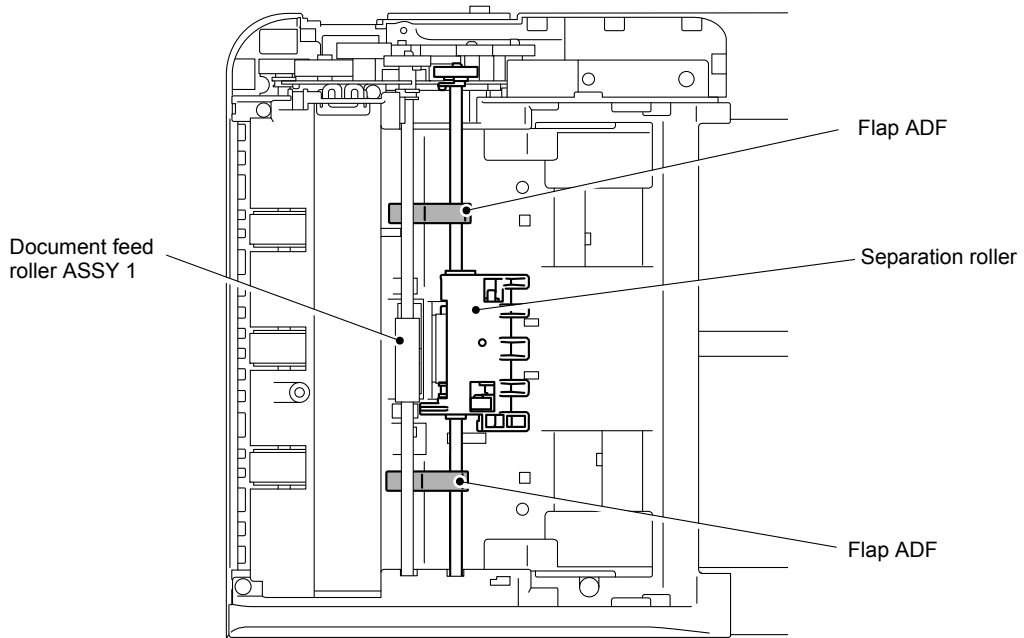 Flap ADF
Document feed
roller ASSY 1
Separation roller
Flap ADF